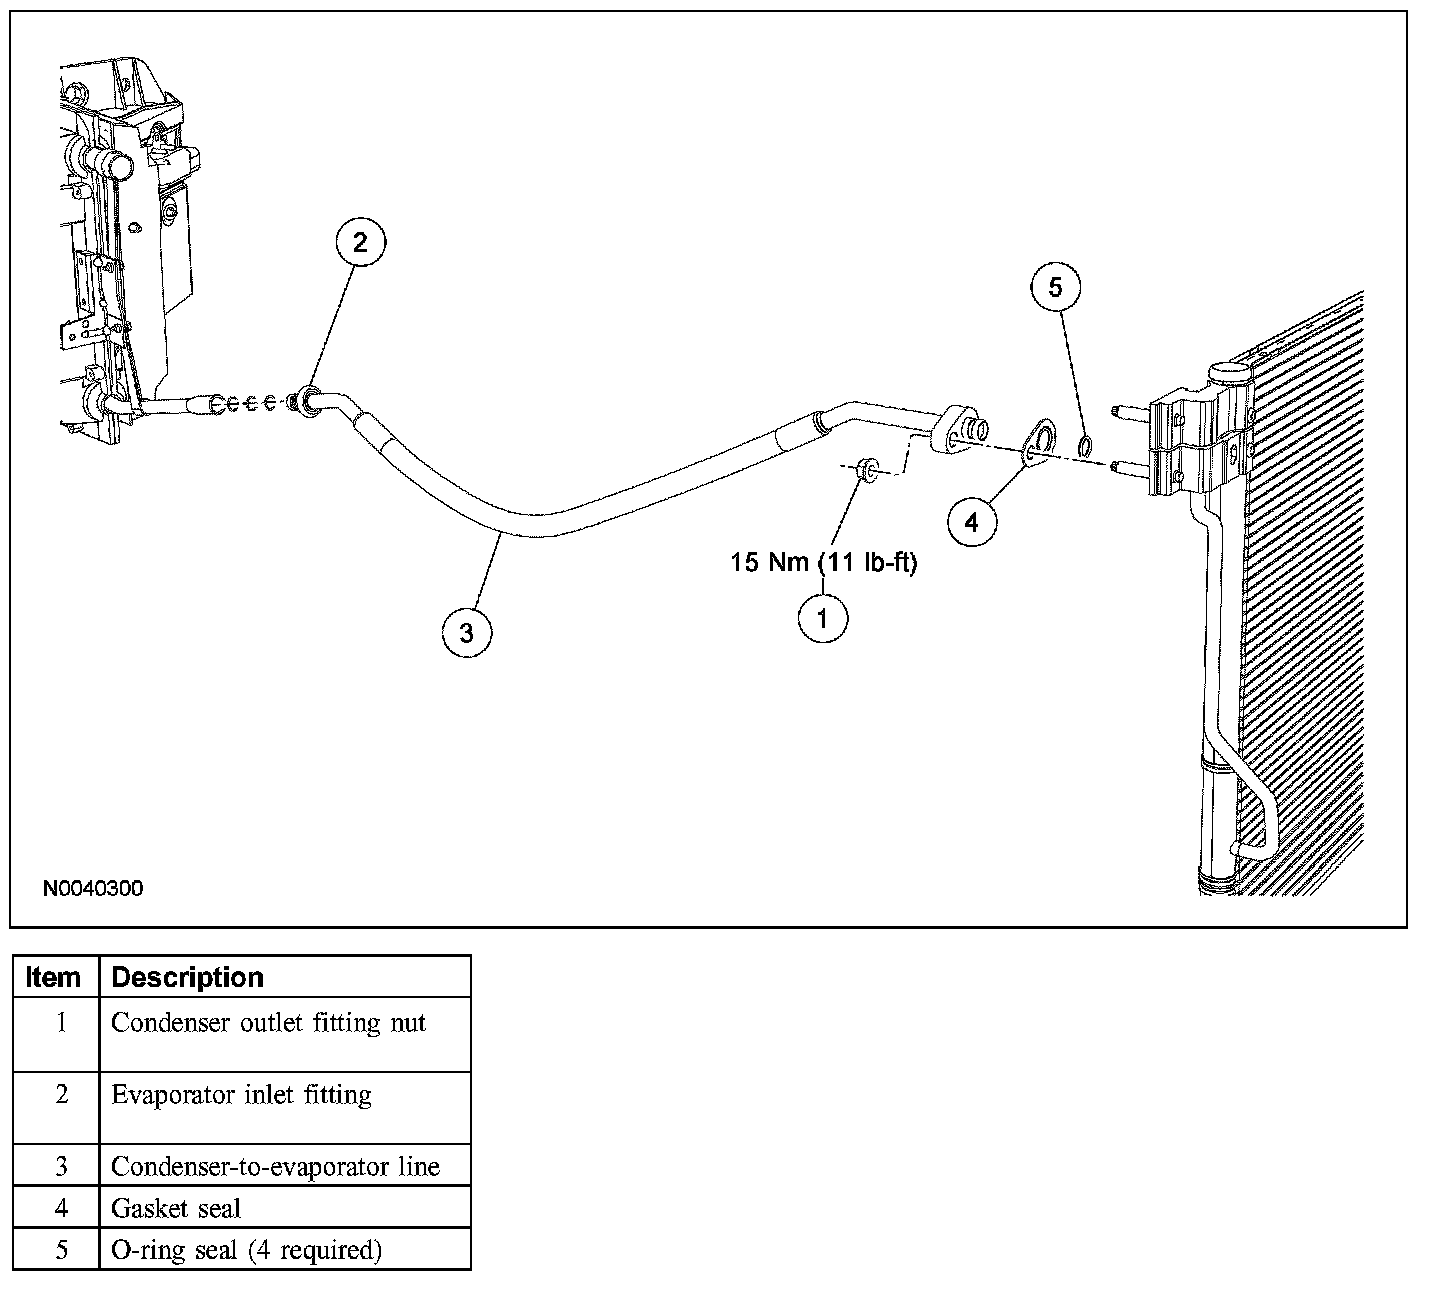 2
5
4
15 Nm (11 lb-ft)
1
3
N0040300
Item Description
1 Condenser outlet fitting nut
2 Evaporator inlet fitting
3 Condenser-to-evaporator line
4 Gasket seal
5 O-ring seal (4 required)